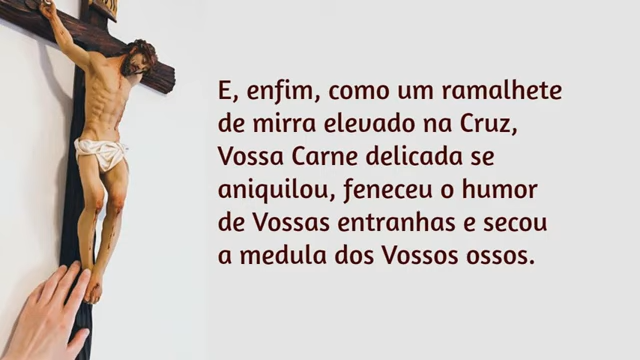 E, enfim, como um ramalhete
de mirra elevado na Cruz,
Vossa Carne delicada se
aniquilou, feneceu o humor
de Vossas entranhas e secou
a medula dos Vossos ossos.